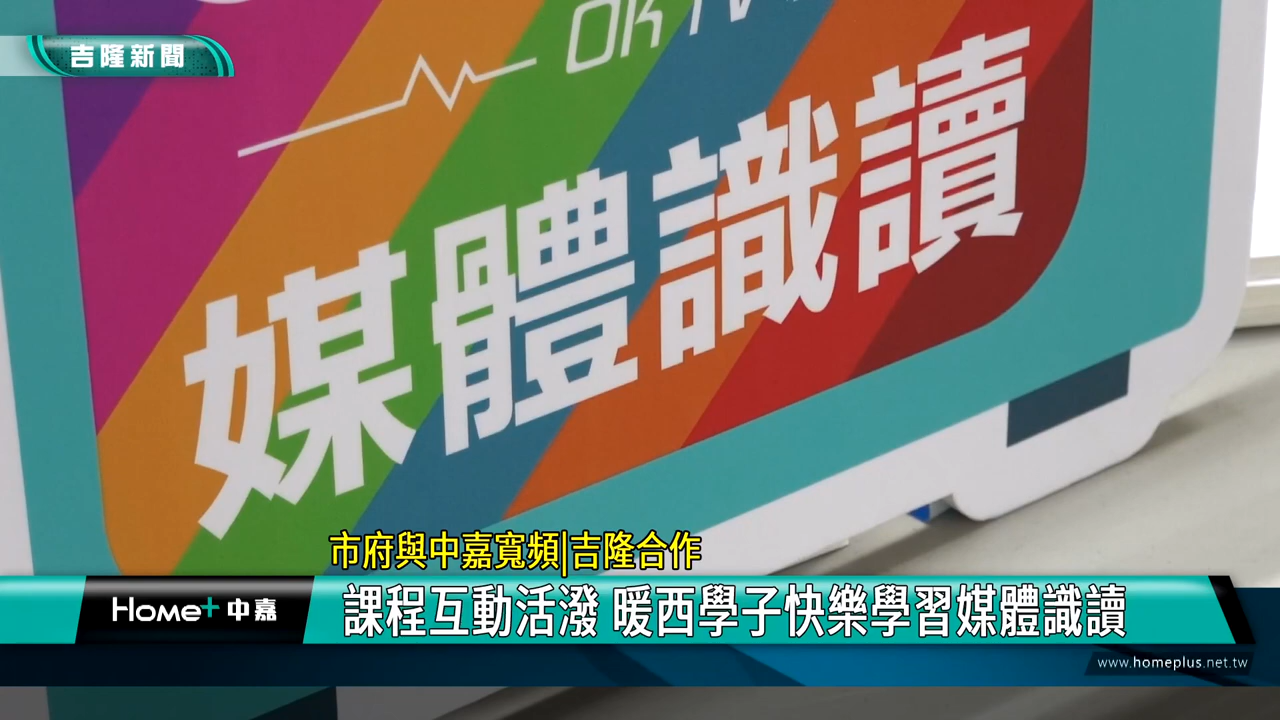 吉隆新聞
OK
媒體識讀
市府與中嘉寬頻|吉隆合作
Home+中嘉
課程互動活潑 暖西學子快樂學習媒體識讀
www.homeplus.net.tw